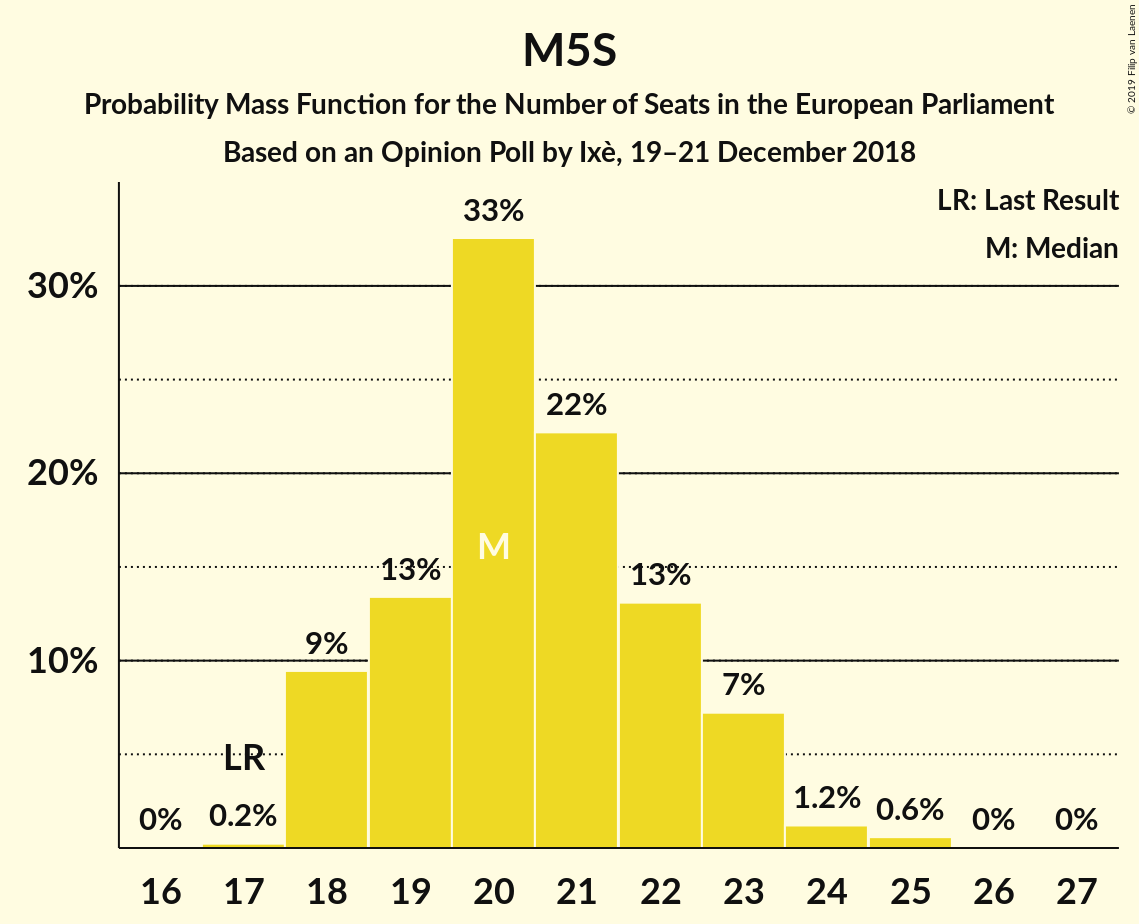 M5S
Probability Mass Function for the Number of Seats in the European Parliament
Based on an Opinion Poll by Ixè, 19–21 December 2018
© 2019 Filip van Laenen
LR: Last Result
M: Median
33%
30%
22%
20%
M
13%
13%
9%
10%
7%
LR
0%
0.2%
1.2%
0.6%
0%
0%
16 17 18 19 20 21 22 23 24 25 26 27